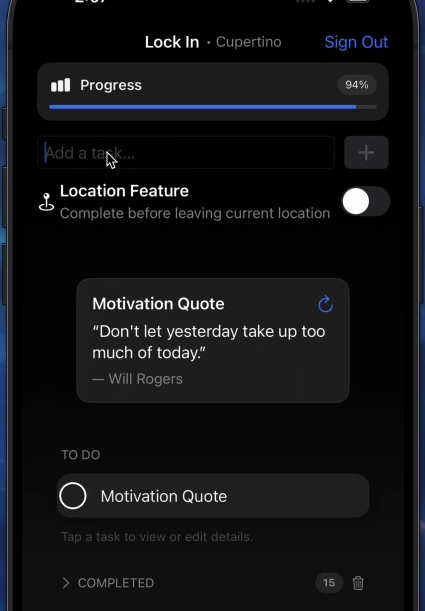 Lock In · Cupertino Sign Out
Progress 94%
Add a task...
Location Feature
Complete before leaving current location
Motivation Quote
“Don't let yesterday take up too
much of today.”
— Will Rogers
TO DO
Motivation Quote
Tap a task to view or edit details.
COMPLETED 15